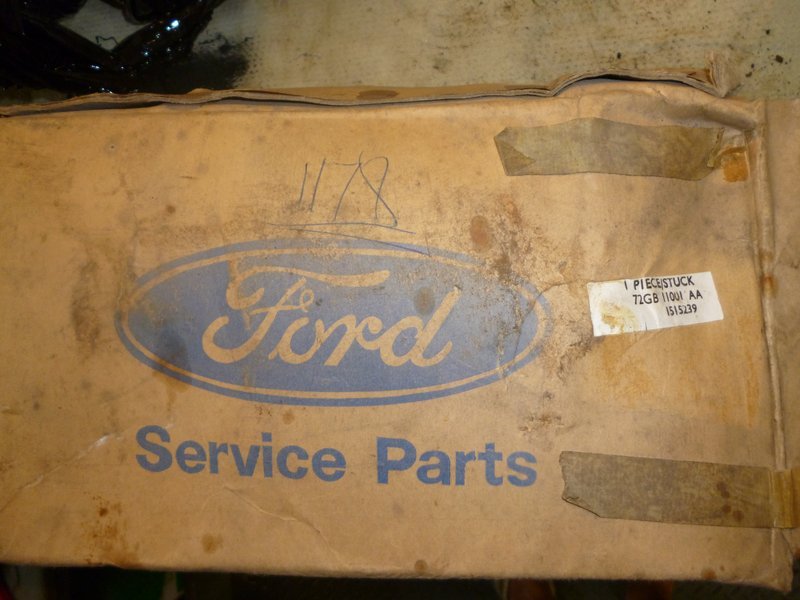 1178
Ford
1 PIECE/STUCK
72GB 11001 AA
1515239
Service Parts